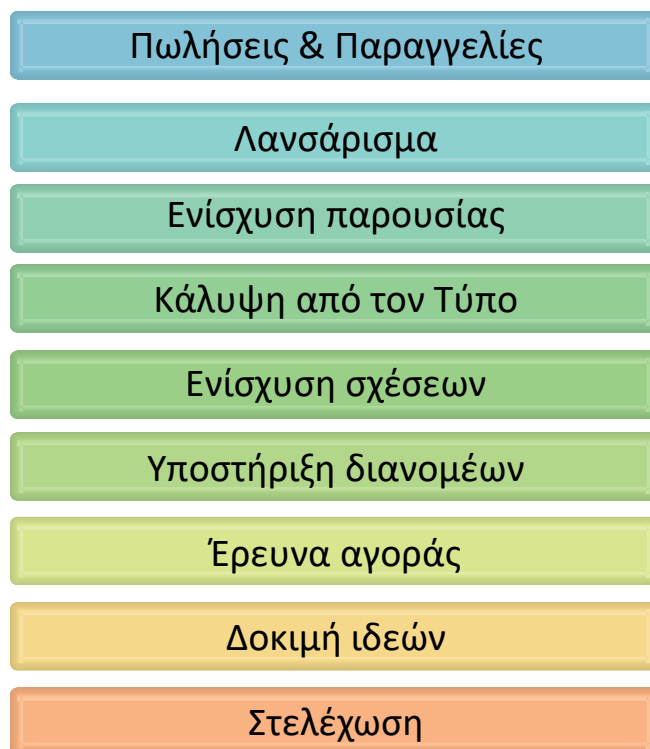 Πωλήσεις & Παραγγελίες
Λανσάρισμα
Ενίσχυση παρουσίας
Κάλυψη από τον Τύπο
Ενίσχυση σχέσεων
Υποστήριξη διανομέων
Έρευνα αγοράς
Δοκιμή ιδεών
Στελέχωση